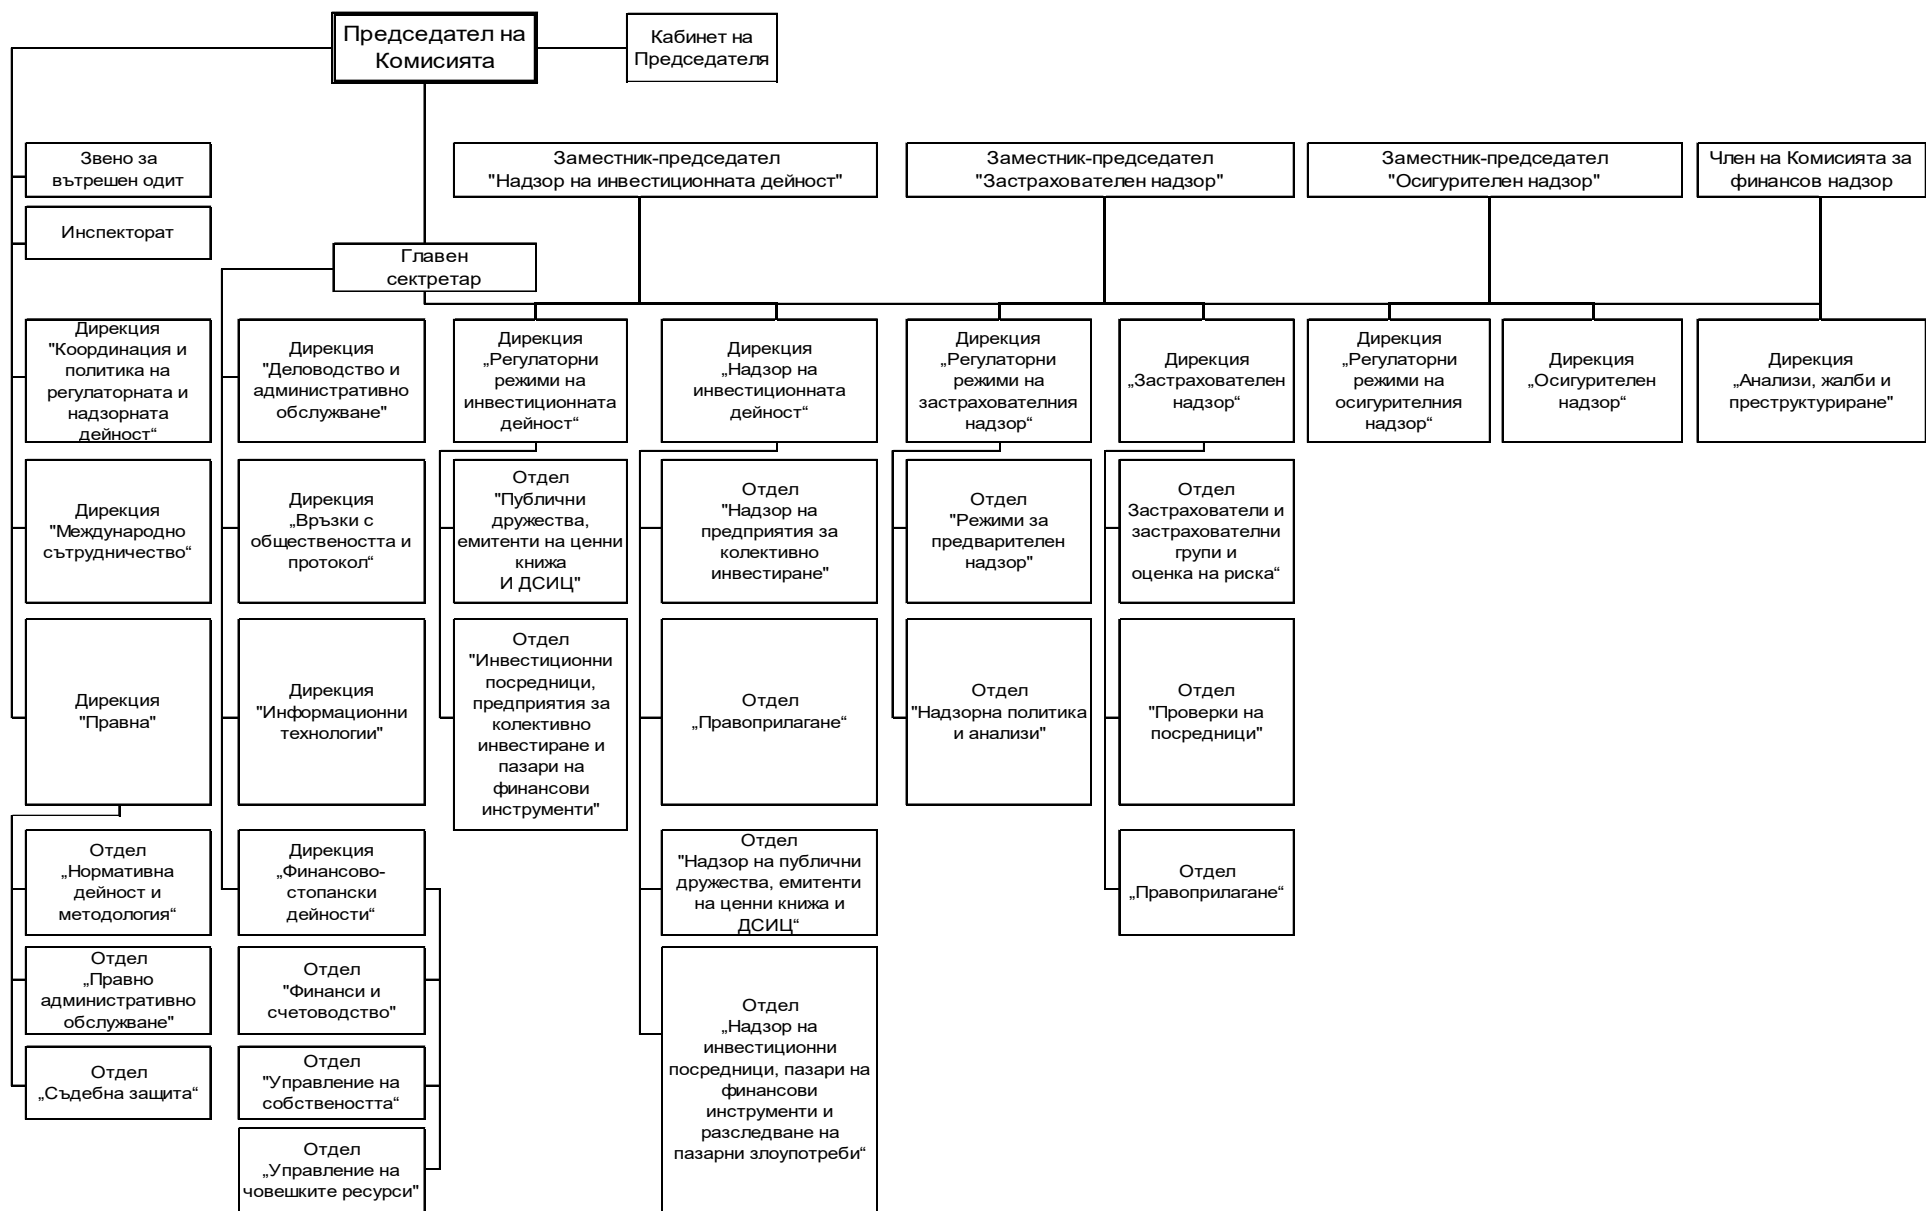 Председател на
Комисията
Кабинет на
Председателя
Звено за
вътрешен одит
Заместник-председател
"Надзор на инвестиционната дейност"
Заместник-председател
"Застрахователен надзор"
Заместник-председател
"Осигурителен надзор"
Член на Комисията за
финансов надзор
Инспекторат
Главен
сектретар
Дирекция
"Координация и
политика на
регулаторната и
надзорната
дейност“
Дирекция
"Деловодство и
административно
обслужване"
Дирекция
„Регулаторни
режими на
инвестиционната
дейност“
Дирекция
„Надзор на
инвестиционната
дейност“
Дирекция
„Регулаторни
режими на
застрахователния
надзор“
Дирекция
„Застрахователен
надзор“
Дирекция
„Регулаторни
режими на
осигурителния
надзор“
Дирекция
„Осигурителен
надзор“
Дирекция
„Анализи, жалби и
преструктуриране"
Дирекция
"Международно
сътрудничество“
Дирекция
„Връзки с
обществеността и
протокол“
Отдел
"Публични
дружества,
емитенти на ценни
книжа
И ДСИЦ"
Отдел
"Надзор на
предприятия за
колективно
инвестиране"
Отдел
"Режими за
предварителен
надзор"
Отдел
Застрахователи и
застрахователни
групи и
оценка на риска“
Дирекция
"Правна"
Дирекция
"Информационни
технологии"
Отдел
"Инвестиционни
посредници,
предприятия за
колективно
инвестиране и
пазари на
финансови
инструменти"
Отдел
„Правоприлагане“
Отдел
"Надзорна политика
и анализи"
Отдел
"Проверки на
посредници"
Отдел
„Нормативна
дейност и
методология“
Дирекция
„Финансово-
стопански
дейности“
Отдел
"Надзор на публични
дружества, емитенти
на ценни книжа и
ДСИЦ“
Отдел
„Правоприлагане“
Отдел
„Правно
административно
обслужване"
Отдел
"Финанси и
счетоводство"
Отдел
„Надзор на
инвестиционни
посредници, пазари на
финансови
инструменти и
разследване на
пазарни злоупотреби“
Отдел
„Съдебна защита“
Отдел
"Управление на
собствеността“
Отдел
„Управление на
човешките ресурси"